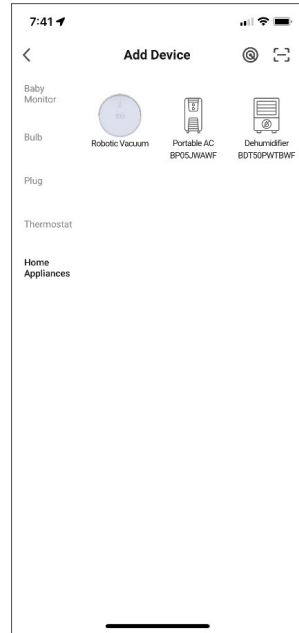 7:41
Add Device
Baby
Monitor
Bulb
Plug
Thermostat
Home
Appliances
Robotic Vacuum
Portable AC
BP05JWAWF
Dehumidifier
BDT50PWTBWF